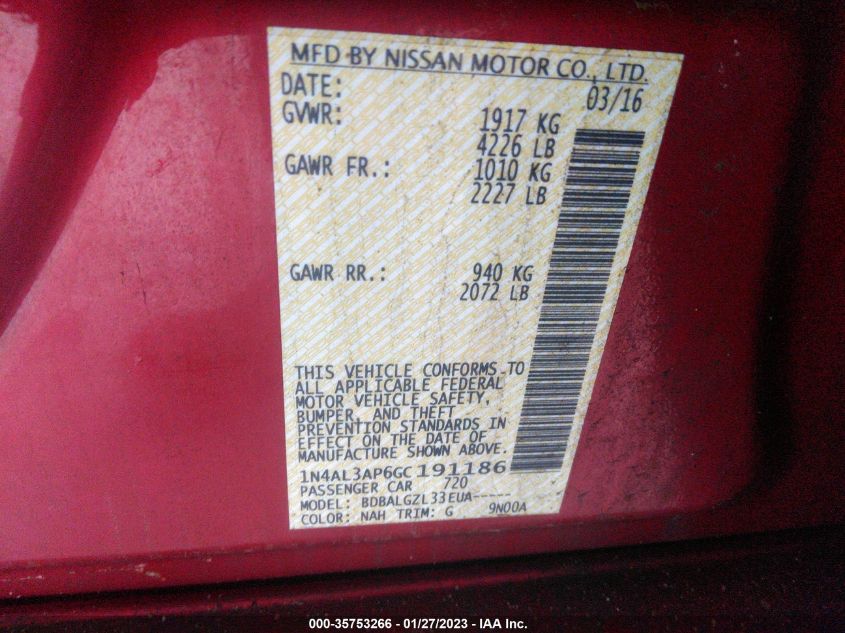 MFD BY NISSAN MOTOR CO., LTD.
DATE: 03/16
GVWR: 1917 KG
4226 LB
GAWR FR.: 1010 KG
2227 LB
GAWR RR.: 940 KG
2072 LB
THIS VEHICLE CONFORMS TO
ALL APPLICABLE FEDERAL
MOTOR VEHICLE SAFETY,
BUMPER, AND THEFT
PREVENTION STANDARDS IN
EFFECT ON THE DATE OF
MANUFACTURE SHOWN ABOVE.
1N4AL3AP6GC191186
PASSENGER CAR 720
MODEL: BDBALGZL33EUA-----
COLOR: NAH TRIM: G 9N00A
000-35753266 - 01/27/2023 - IAA Inc.